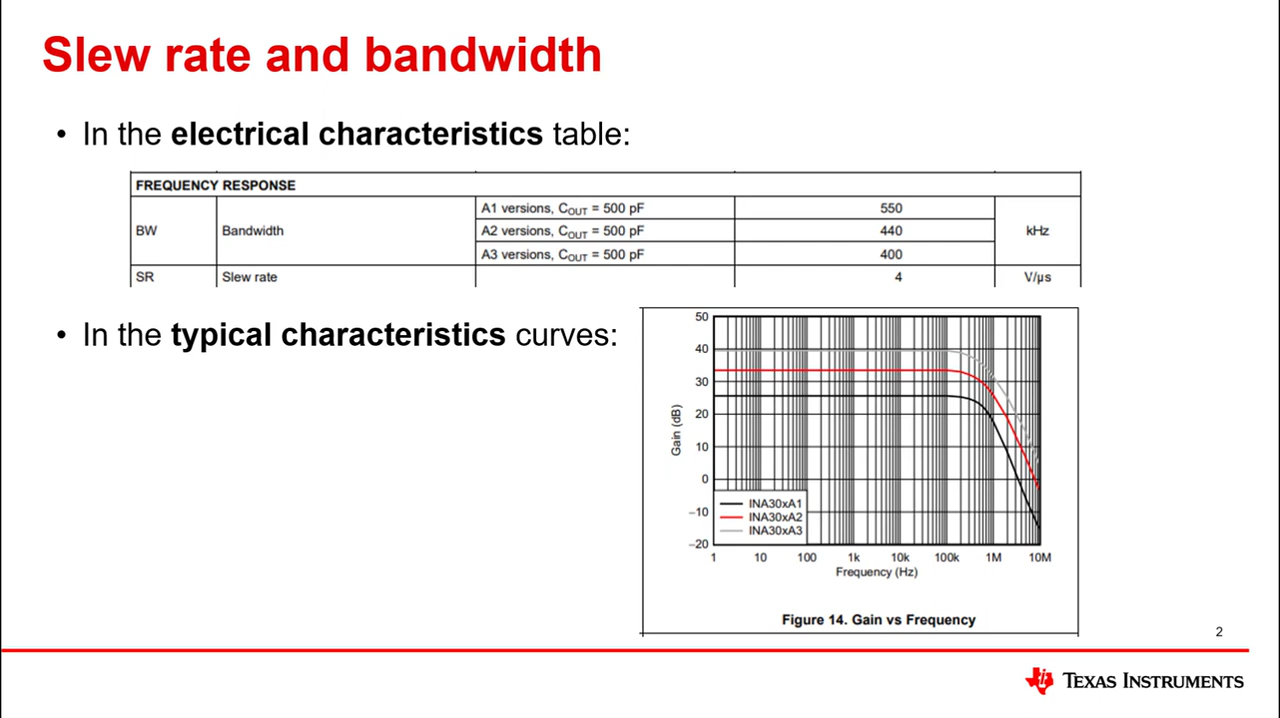 Slew rate and bandwidth
• In the electrical characteristics table:
FREQUENCY RESPONSE
BW Bandwidth A1 versions, COUT = 500 pF 550 kHz
A2 versions, COUT = 500 pF 440
A3 versions, COUT = 500 pF 400
SR Slew rate 4 V/µs
• In the typical characteristics curves:
50
40
30
20
10
0
−10
−20
Gain (dB)
INA30xA1
INA30xA2
INA30xA3
1 10 100 1k 10k 100k 1M 10M
Frequency (Hz)
Figure 14. Gain vs Frequency
2
TEXAS INSTRUMENTS